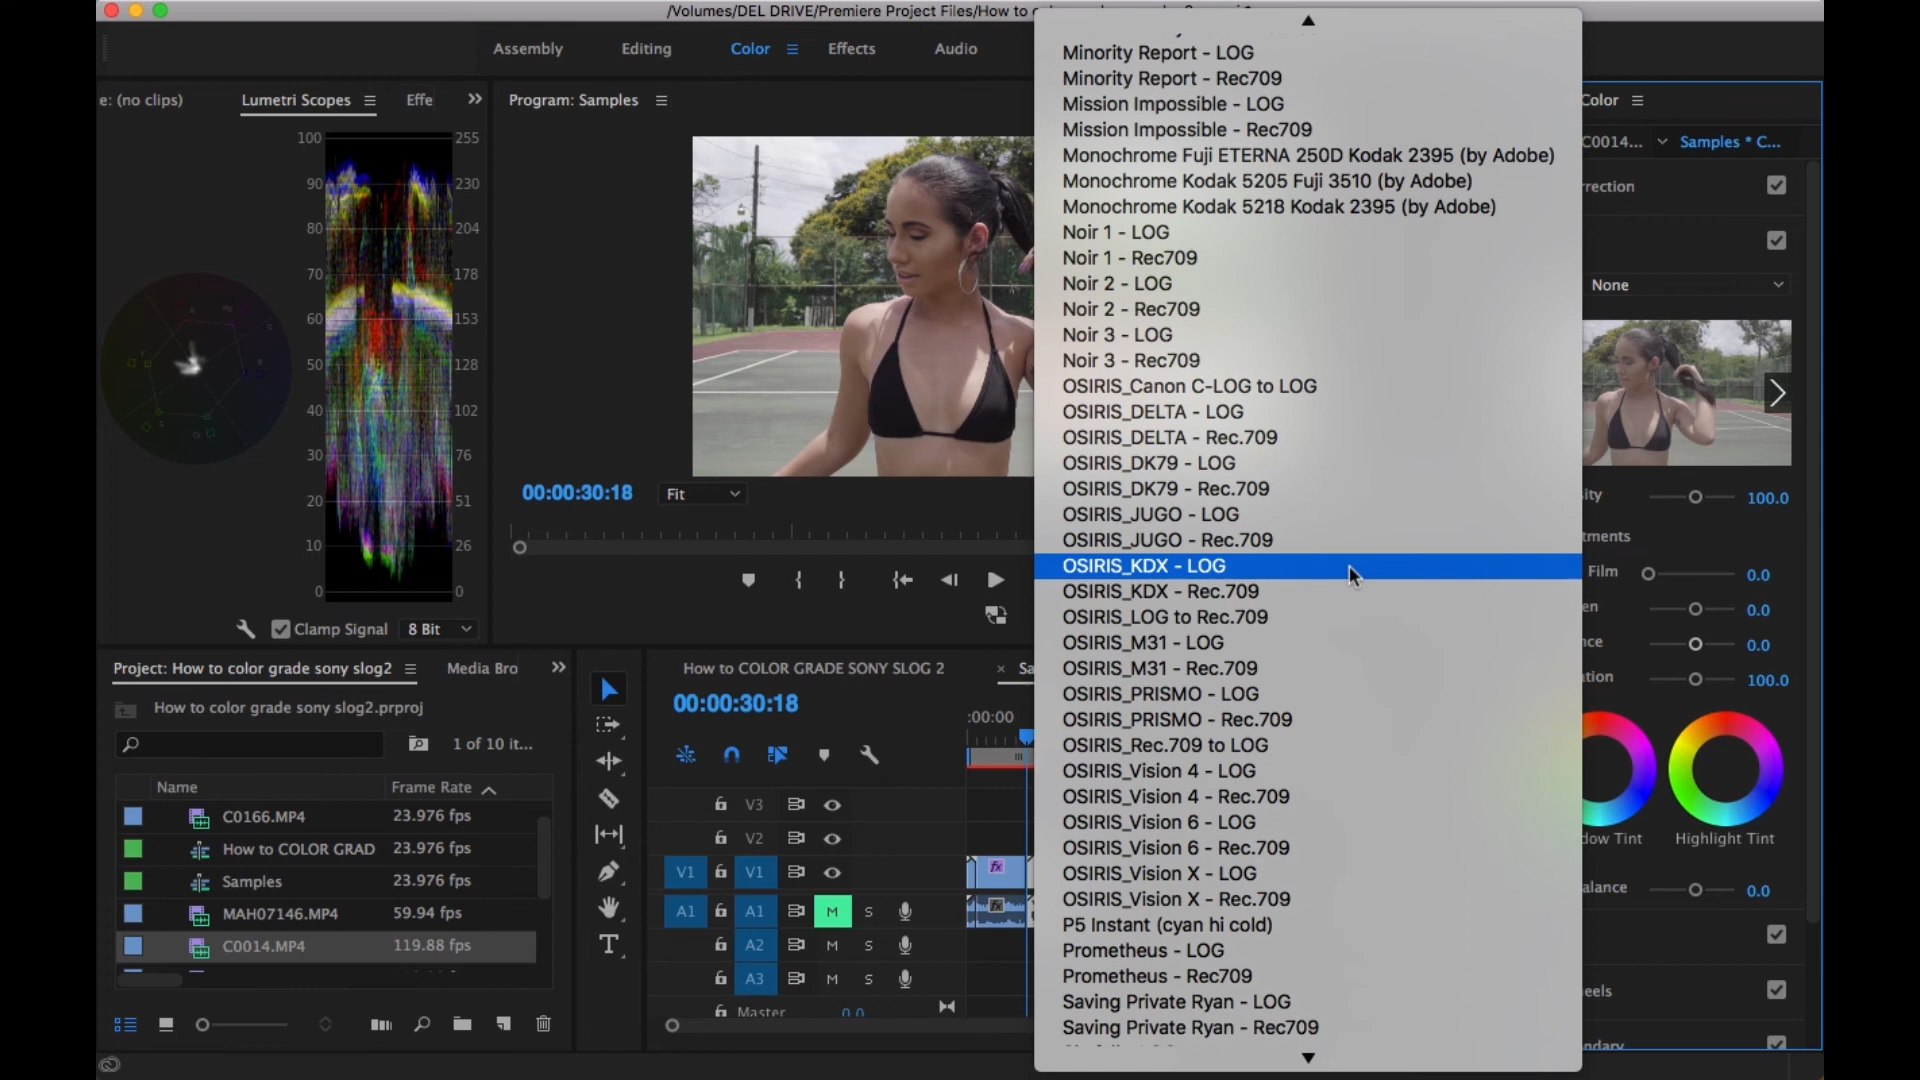 /Volumes/DEL DRIVE/Premiere Project Files/How to
Assembly
Editing
Color
Effects
Audio
e: (no clips)
Lumetri Scopes
Effe
Program: Samples
100
90
80
70
60
50
40
30
20
10
0
255
230
204
178
153
128
102
76
51
26
0
Clamp Signal
8 Bit
00:00:30:18
Fit
Minority Report - LOG
Minority Report - Rec709
Mission Impossible - LOG
Mission Impossible - Rec709
Monochrome Fuji ETERNA 250D Kodak 2395 (by Adobe)
Monochrome Kodak 5205 Fuji 3510 (by Adobe)
Monochrome Kodak 5218 Kodak 2395 (by Adobe)
Noir 1 - LOG
Noir 1 - Rec709
Noir 2 - LOG
Noir 2 - Rec709
Noir 3 - LOG
Noir 3 - Rec709
OSIRIS_Canon C-LOG to LOG
OSIRIS_DELTA - LOG
OSIRIS_DELTA - Rec.709
OSIRIS_DK79 - LOG
OSIRIS_DK79 - Rec.709
OSIRIS_JUGO - LOG
OSIRIS_JUGO - Rec.709
OSIRIS_KDX - LOG
OSIRIS_KDX - Rec.709
OSIRIS_LOG to Rec.709
OSIRIS_M31 - LOG
OSIRIS_M31 - Rec.709
OSIRIS_PRISMO - LOG
OSIRIS_PRISMO - Rec.709
OSIRIS_Rec.709 to LOG
OSIRIS_Vision 4 - LOG
OSIRIS_Vision 4 - Rec.709
OSIRIS_Vision 6 - LOG
OSIRIS_Vision 6 - Rec.709
OSIRIS_Vision X - LOG
OSIRIS_Vision X - Rec.709
P5 Instant (cyan hi cold)
Prometheus - LOG
Prometheus - Rec709
Saving Private Ryan - LOG
Saving Private Ryan - Rec709
Color
C0014...
Samples * C...
rrection
None
ity
100.0
tments
Film
0.0
en
0.0
nce
0.0
ation
100.0
dow Tint
Highlight Tint
alance
0.0
eels
ndary
Project: How to color grade sony slog2
Media Bro
How to color grade sony slog2.prproj
1 of 10 it...
Name
Frame Rate
C0166.MP4
23.976 fps
How to COLOR GRAD
23.976 fps
Samples
23.976 fps
MAH07146.MP4
59.94 fps
C0014.MP4
119.88 fps
How to COLOR GRADE SONY SLOG 2
× Sa
00:00:30:18
:00:00
V3
V2
V1
V1
fx
A1
A1
M
S
fx
A2
M
S
A3
M
S
Master
0.0